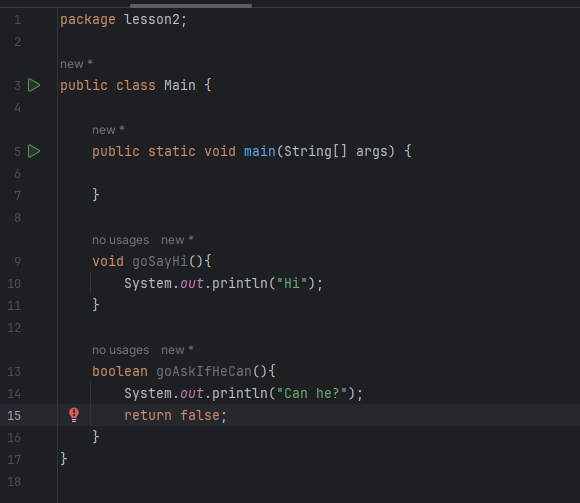 1 package lesson2;
2
new *
3 public class Main {
4
new *
5 public static void main(String[] args) {
6
7 }
8
no usages new *
9 void goSayHi(){
10 System.out.println("Hi");
11 }
12
no usages new *
13 boolean goAskIfHeCan(){
14 System.out.println("Can he?");
15 return false;
16 }
17 }
18